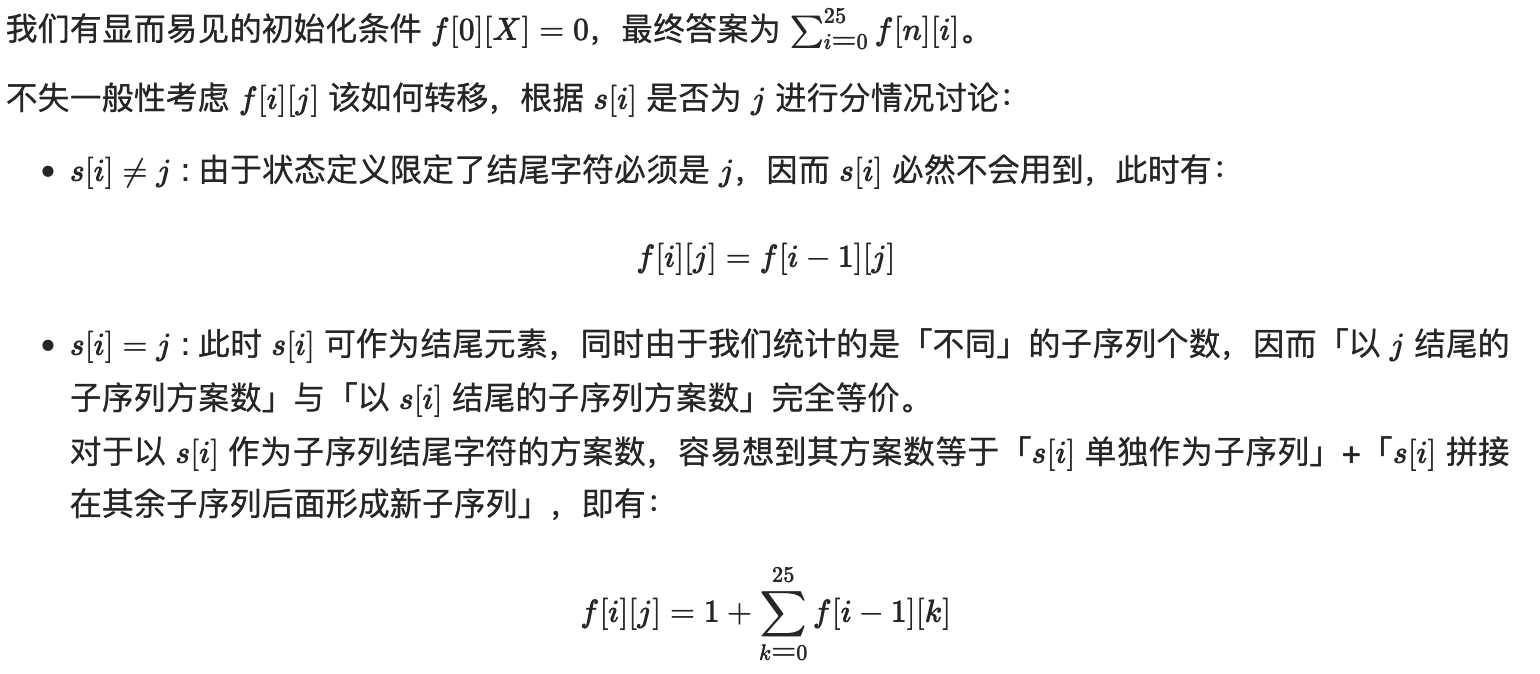 我们有显而易见的初始化条件 f[0][X] = 0，最终答案为 ∑_{i=0}^{25} f[n][i]。
不失一般性考虑 f[i][j] 该如何转移，根据 s[i] 是否为 j 进行分情况讨论：
• s[i] ≠ j : 由于状态定义限定了结尾字符必须是 j，因而 s[i] 必然不会用到，此时有：
f[i][j] = f[i − 1][j]
• s[i] = j : 此时 s[i] 可作为结尾元素，同时由于我们统计的是「不同」的子序列个数，因而「以 j 结尾的
子序列方案数」与「以 s[i] 结尾的子序列方案数」完全等价。
对于以 s[i] 作为子序列结尾字符的方案数，容易想到其方案数等于「s[i] 单独作为子序列」+「s[i] 拼接
在其余子序列后面形成新子序列」，即有：
f[i][j] = 1 + ∑_{k=0}^{25} f[i − 1][k]